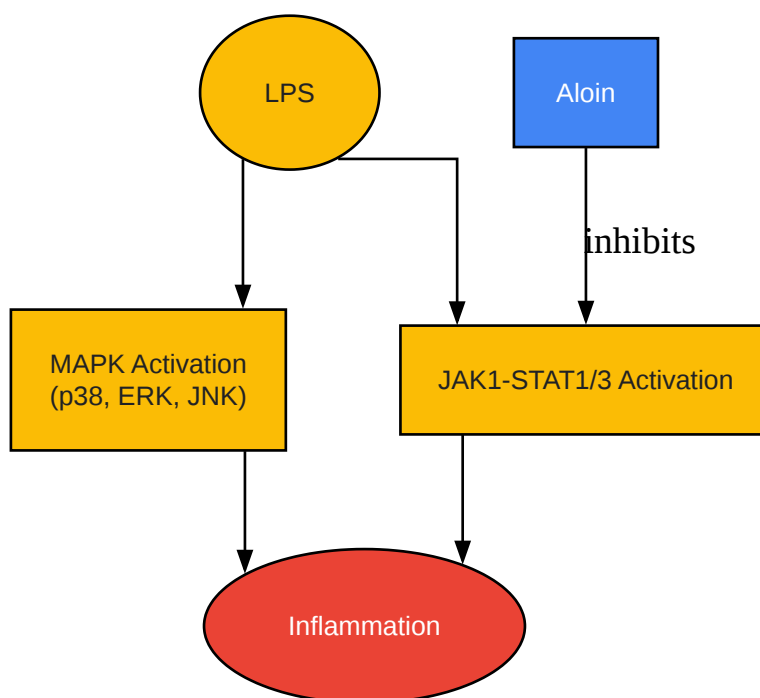 LPS
Aloin
inhibits
MAPK Activation
(p38, ERK, JNK)
JAK1-STAT1/3 Activation
Inflammation